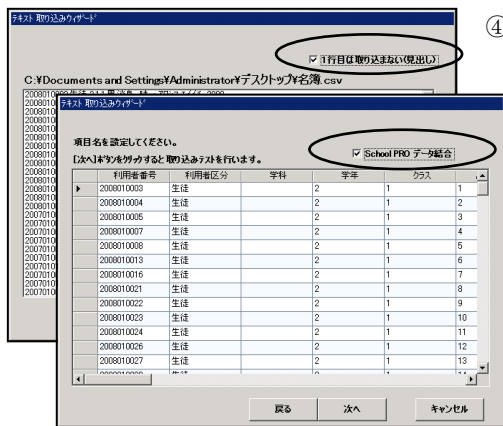 テキスト取り込みウィザード
④
1行目は取り込まない(見出し)
C:¥Documents and Settings¥Administrator¥デスクトップ¥名簿.csv
テキスト取り込みウィザード
項目名を設定してください。
[次へ]ボタンをクリックすると取り込みテストを行います。
School PRO データ結合
利用者番号 利用者区分 学科 学年 クラス
2008010003 生徒 2 1 1
2008010004 生徒 2 1 2
2008010005 生徒 2 1 3
2008010007 生徒 2 1 4
2008010008 生徒 2 1 5
2008010013 生徒 2 1 6
2008010016 生徒 2 1 7
2008010021 生徒 2 1 8
2008010022 生徒 2 1 9
2008010023 生徒 2 1 10
2008010024 生徒 2 1 11
2008010026 生徒 2 1 12
2008010027 生徒 2 1 13
戻る 次へ キャンセル